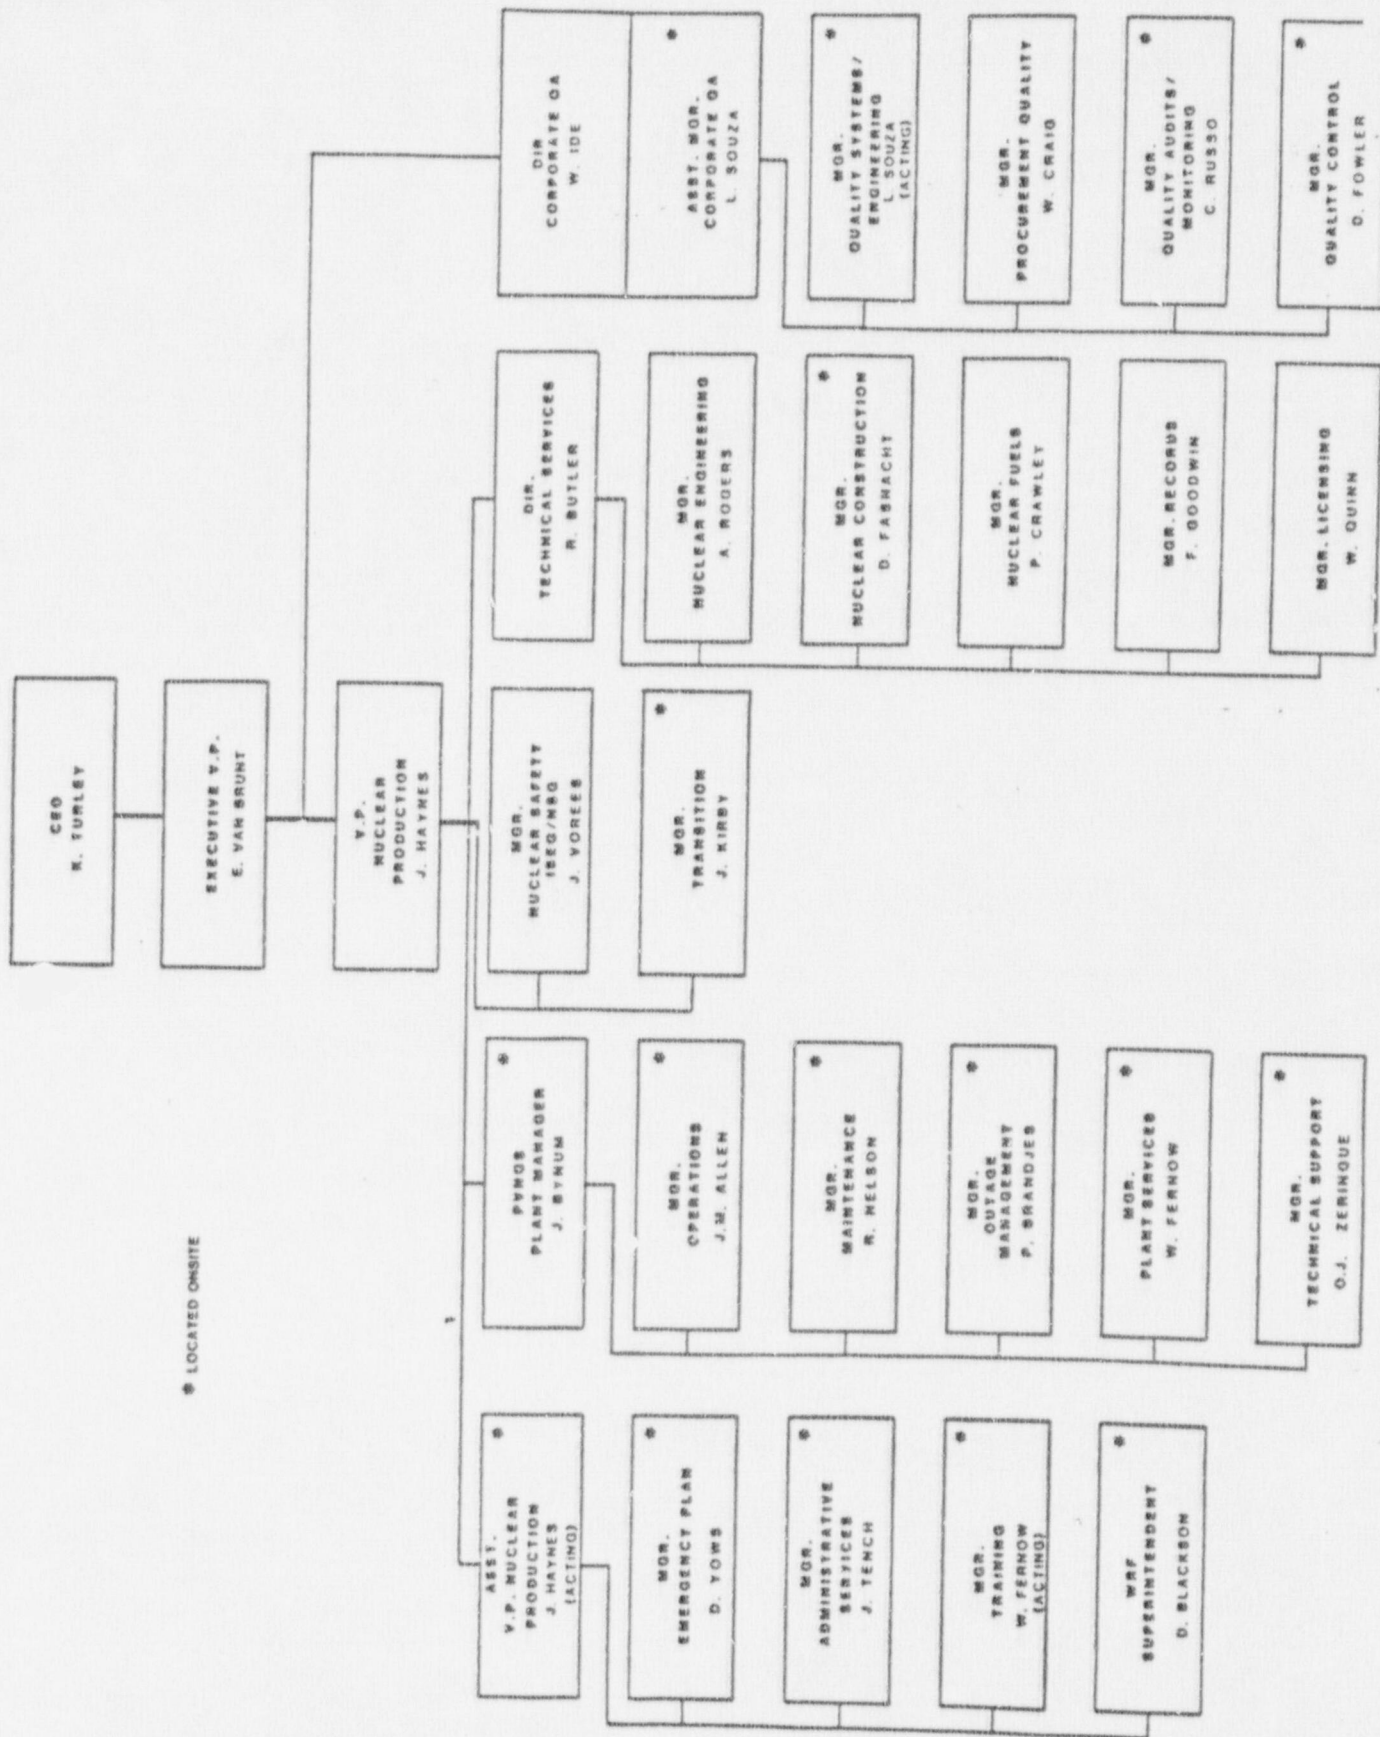 CEO
K. TURLEY
EXECUTIVE V.P.
E. VAN BRUNT
V.P.
NUCLEAR
PRODUCTION
J. HAYNES
* LOCATED ONSITE
ASST.
V.P. NUCLEAR
PRODUCTION
J. HAYNES
(ACTING)
*
MGR.
EMERGENCY PLAN
D. YOWS
*
MGR.
ADMINISTRATIVE
SERVICES
J. TENCH
*
MGR.
TRAINING
W. FERNOW
(ACTING)
*
WRF
SUPERINTENDENT
D. BLACKSON
*
PVNGS
PLANT MANAGER
J. BYNUM
*
MGR.
OPERATIONS
J.M. ALLEN
*
MGR.
MAINTENANCE
R. NELSON
*
MGR.
OUTAGE
MANAGEMENT
P. BRANDJES
*
MGR.
PLANT SERVICES
W. FERNOW
*
MGR.
TECHNICAL SUPPORT
O.J. ZERINGUE
*
MGR.
NUCLEAR SAFETY
ISEG/NSG
J. VOREES
MGR.
TRANSITION
J. KIRBY
*
DIR.
TECHNICAL SERVICES
R. BUTLER
MGR.
NUCLEAR ENGINEERING
A. ROGERS
MGR.
NUCLEAR CONSTRUCTION
D. FASNACHT
*
MGR.
NUCLEAR FUELS
P. CRAWLEY
MGR. RECORDS
F. GOODWIN
MGR. LICENSING
W. QUINN
DIR
CORPORATE QA
W. IDE
ASST. MGR.
CORPORATE QA
L. SOUZA
*
MGR.
QUALITY SYSTEMS/
ENGINEERING
L. SOUZA
(ACTING)
*
MGR.
PROCUREMENT QUALITY
W. CRAIG
MGR.
QUALITY AUDITS/
MONITORING
C. RUSSO
*
MGR.
QUALITY CONTROL
D. FOWLER
*